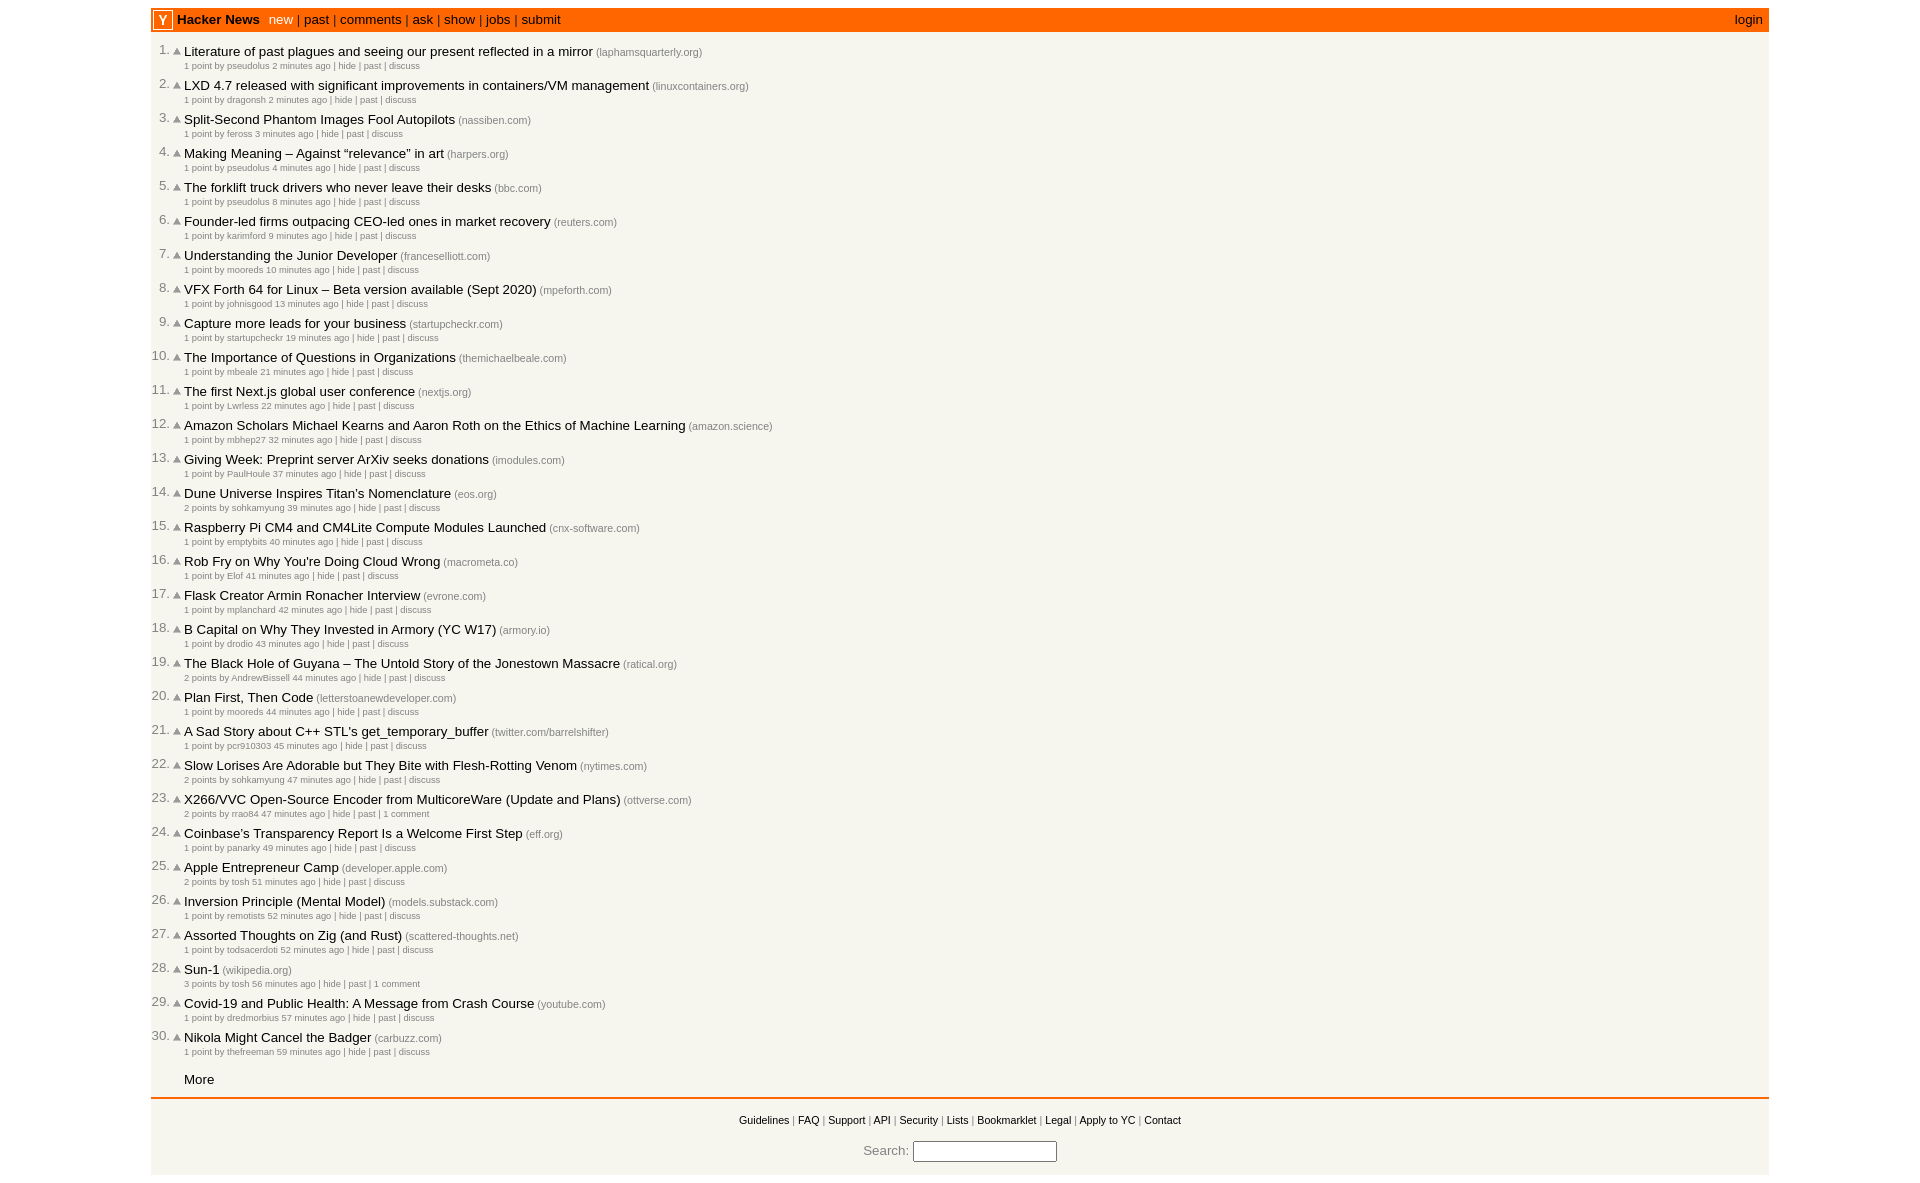 Y Hacker News new | past | comments | ask | show | jobs | submit login
1. Literature of past plagues and seeing our present reflected in a mirror (laphamsquarterly.org)
1 point by pseudolus 2 minutes ago | hide | past | discuss
2. LXD 4.7 released with significant improvements in containers/VM management (linuxcontainers.org)
1 point by dragonsh 2 minutes ago | hide | past | discuss
3. Split-Second Phantom Images Fool Autopilots (nassiben.com)
1 point by feross 3 minutes ago | hide | past | discuss
4. Making Meaning – Against “relevance” in art (harpers.org)
1 point by pseudolus 4 minutes ago | hide | past | discuss
5. The forklift truck drivers who never leave their desks (bbc.com)
1 point by pseudolus 8 minutes ago | hide | past | discuss
6. Founder-led firms outpacing CEO-led ones in market recovery (reuters.com)
1 point by karimford 9 minutes ago | hide | past | discuss
7. Understanding the Junior Developer (franceselliott.com)
1 point by mooreds 10 minutes ago | hide | past | discuss
8. VFX Forth 64 for Linux – Beta version available (Sept 2020) (mpeforth.com)
1 point by johnisgood 13 minutes ago | hide | past | discuss
9. Capture more leads for your business (startupcheckr.com)
1 point by startupcheckr 19 minutes ago | hide | past | discuss
10. The Importance of Questions in Organizations (themichaelbeale.com)
1 point by mbeale 21 minutes ago | hide | past | discuss
11. The first Next.js global user conference (nextjs.org)
1 point by Lwrless 22 minutes ago | hide | past | discuss
12. Amazon Scholars Michael Kearns and Aaron Roth on the Ethics of Machine Learning (amazon.science)
1 point by mbhep27 32 minutes ago | hide | past | discuss
13. Giving Week: Preprint server ArXiv seeks donations (imodules.com)
1 point by PaulHoule 37 minutes ago | hide | past | discuss
14. Dune Universe Inspires Titan’s Nomenclature (eos.org)
2 points by sohkamyung 39 minutes ago | hide | past | discuss
15. Raspberry Pi CM4 and CM4Lite Compute Modules Launched (cnx-software.com)
1 point by emptybits 40 minutes ago | hide | past | discuss
16. Rob Fry on Why You're Doing Cloud Wrong (macrometa.co)
1 point by Elof 41 minutes ago | hide | past | discuss
17. Flask Creator Armin Ronacher Interview (evrone.com)
1 point by mplanchard 42 minutes ago | hide | past | discuss
18. B Capital on Why They Invested in Armory (YC W17) (armory.io)
1 point by drodio 43 minutes ago | hide | past | discuss
19. The Black Hole of Guyana – The Untold Story of the Jonestown Massacre (ratical.org)
2 points by AndrewBissell 44 minutes ago | hide | past | discuss
20. Plan First, Then Code (letterstoanewdeveloper.com)
1 point by mooreds 44 minutes ago | hide | past | discuss
21. A Sad Story about C++ STL's get_temporary_buffer (twitter.com/barrelshifter)
1 point by pcr910303 45 minutes ago | hide | past | discuss
22. Slow Lorises Are Adorable but They Bite with Flesh-Rotting Venom (nytimes.com)
2 points by sohkamyung 47 minutes ago | hide | past | discuss
23. X266/VVC Open-Source Encoder from MulticoreWare (Update and Plans) (ottverse.com)
2 points by rrao84 47 minutes ago | hide | past | 1 comment
24. Coinbase’s Transparency Report Is a Welcome First Step (eff.org)
1 point by panarky 49 minutes ago | hide | past | discuss
25. Apple Entrepreneur Camp (developer.apple.com)
2 points by tosh 51 minutes ago | hide | past | discuss
26. Inversion Principle (Mental Model) (models.substack.com)
1 point by remotists 52 minutes ago | hide | past | discuss
27. Assorted Thoughts on Zig (and Rust) (scattered-thoughts.net)
1 point by todsacerdoti 52 minutes ago | hide | past | discuss
28. Sun-1 (wikipedia.org)
3 points by tosh 56 minutes ago | hide | past | 1 comment
29. Covid-19 and Public Health: A Message from Crash Course (youtube.com)
1 point by dredmorbius 57 minutes ago | hide | past | discuss
30. Nikola Might Cancel the Badger (carbuzz.com)
1 point by thefreeman 59 minutes ago | hide | past | discuss
More
Guidelines | FAQ | Support | API | Security | Lists | Bookmarklet | Legal | Apply to YC | Contact
Search: